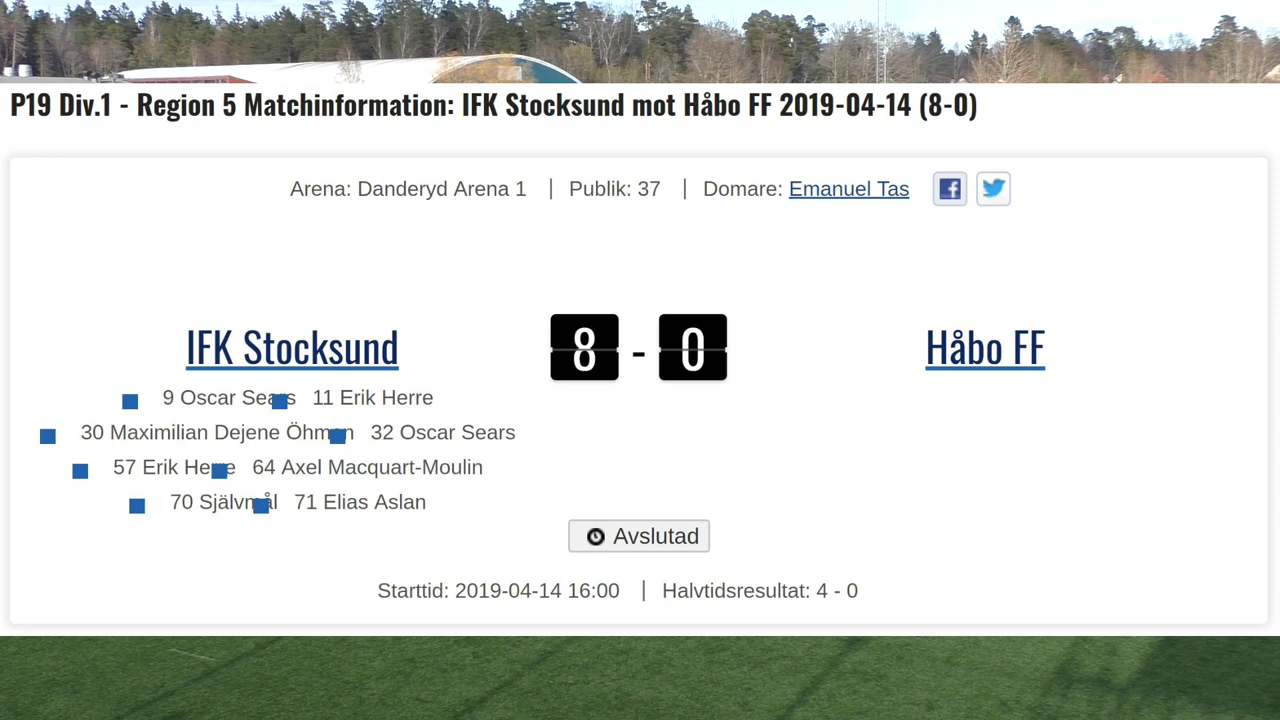 P19 Div.1 - Region 5 Matchinformation: IFK Stocksund mot Håbo FF 2019-04-14 (8-0)
Arena: Danderyd Arena 1 | Publik: 37 | Domare: Emanuel Tas
IFK Stocksund 8 - 0 Håbo FF
9 Oscar Sears 11 Erik Herre
30 Maximilian Dejene Öhman 32 Oscar Sears
57 Erik Herre 64 Axel Macquart-Moulin
70 Självmål 71 Elias Aslan
Avslutad
Starttid: 2019-04-14 16:00 | Halvtidsresultat: 4 - 0